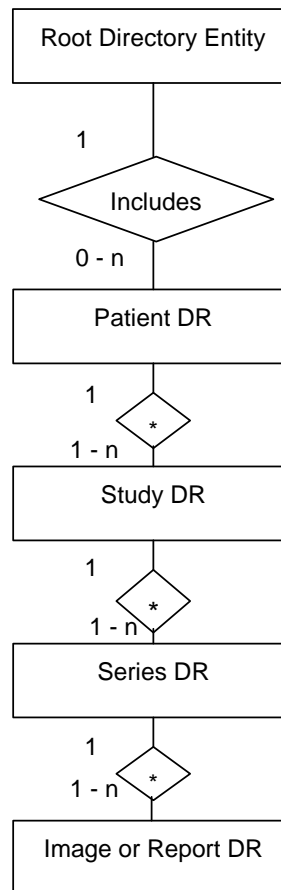 Root Directory Entity
1
Includes
0 - n
Patient DR
1
*
1 - n
Study DR
1
*
1 - n
Series DR
1
*
1 - n
Image or Report DR